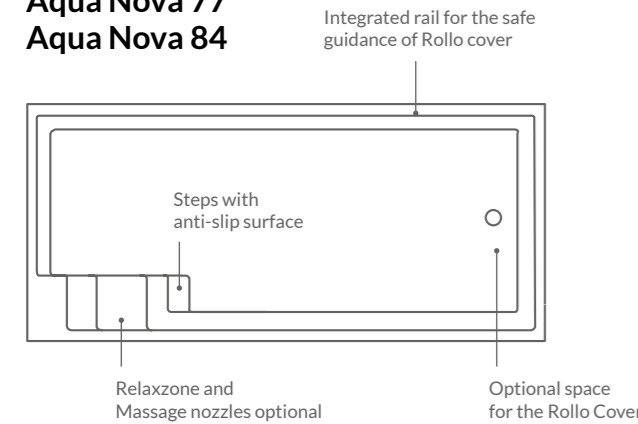 Aqua Nova 77
Aqua Nova 84
Integrated rail for the safe
guidance of Rollo cover
Steps with
anti-slip surface
Relaxzone and
Massage nozzles optional
Optional space
for the Rollo Cover